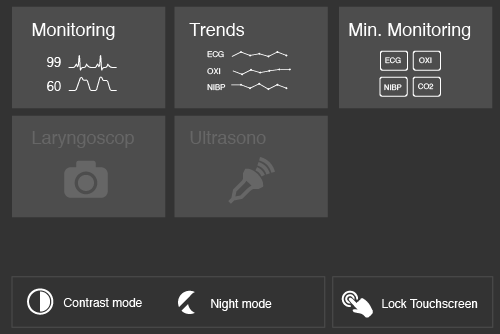 Monitoring
99
60
Trends
ECG
OXI
NIBP
Min. Monitoring
ECG OXI
NIBP CO2
Laryngoscop
Ultrasono
Contrast mode
Night mode
Lock Touchscreen